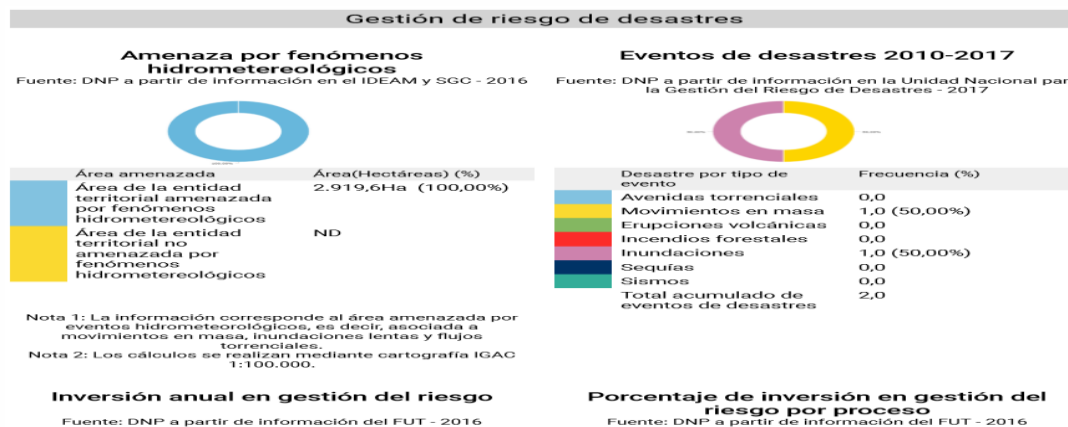 Gestión de riesgo de desastres
Amenaza por fenómenos
hidrometereológicos
Fuente: DNP a partir de información en el IDEAM y SGC - 2016
Área amenazada Área(Hectáreas) (%)
Área de la entidad
territorial amenazada
por fenómenos
hidrometereológicos
2.919,6Ha (100,00%)
Área de la entidad
territorial no
amenazada por
fenómenos
hidrometereológicos
ND
Nota 1: La información corresponde al área amenazada por
eventos hidrometeorológicos, es decir, asociada a
movimientos en masa, inundaciones lentas y flujos
torrenciales.
Nota 2: Los cálculos se realizan mediante cartografía IGAC
1:100.000.
Inversión anual en gestión del riesgo
Fuente: DNP a partir de información del FUT - 2016
Eventos de desastres 2010-2017
Fuente: DNP a partir de información en la Unidad Nacional par
la Gestión del Riesgo de Desastres - 2017
Desastre por tipo de
evento
Frecuencia (%)
Avenidas torrenciales 0,0
Movimientos en masa 1,0 (50,00%)
Erupciones volcánicas 0,0
Incendios forestales 0,0
Inundaciones 1,0 (50,00%)
Sequías 0,0
Sismos 0,0
Total acumulado de
eventos de desastres
2,0
Porcentaje de inversión en gestión del
riesgo por proceso
Fuente: DNP a partir de información del FUT - 2016